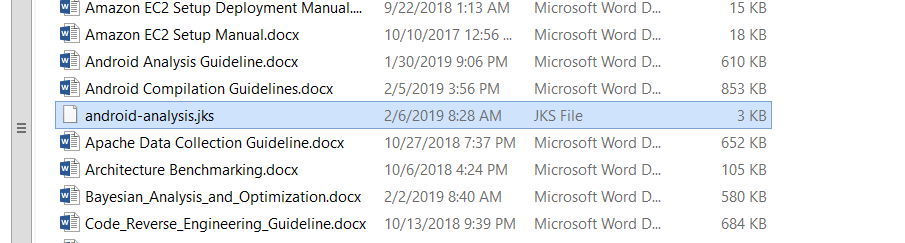 Amazon EC2 Setup Deployment Manual.... 9/22/2018 1:13 AM Microsoft Word D... 15 KB
Amazon EC2 Setup Manual.docx 10/10/2017 12:56 ... Microsoft Word D... 18 KB
Android Analysis Guideline.docx 1/30/2019 9:06 PM Microsoft Word D... 610 KB
Android Compilation Guidelines.docx 2/5/2019 3:56 PM Microsoft Word D... 853 KB
android-analysis.jks 2/6/2019 8:28 AM JKS File 3 KB
Apache Data Collection Guideline.docx 10/27/2018 7:37 PM Microsoft Word D... 652 KB
Architecture Benchmarking.docx 10/6/2018 4:24 PM Microsoft Word D... 105 KB
Bayesian_Analysis_and_Optimization.docx 2/2/2019 8:40 AM Microsoft Word D... 580 KB
Code_Reverse_Engineering_Guideline.docx 10/13/2018 9:39 PM Microsoft Word D... 684 KB